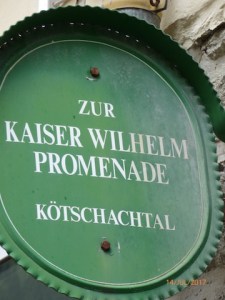 ZUR
KAISER WILHELM
PROMENADE
KÖTSCHACHTAL